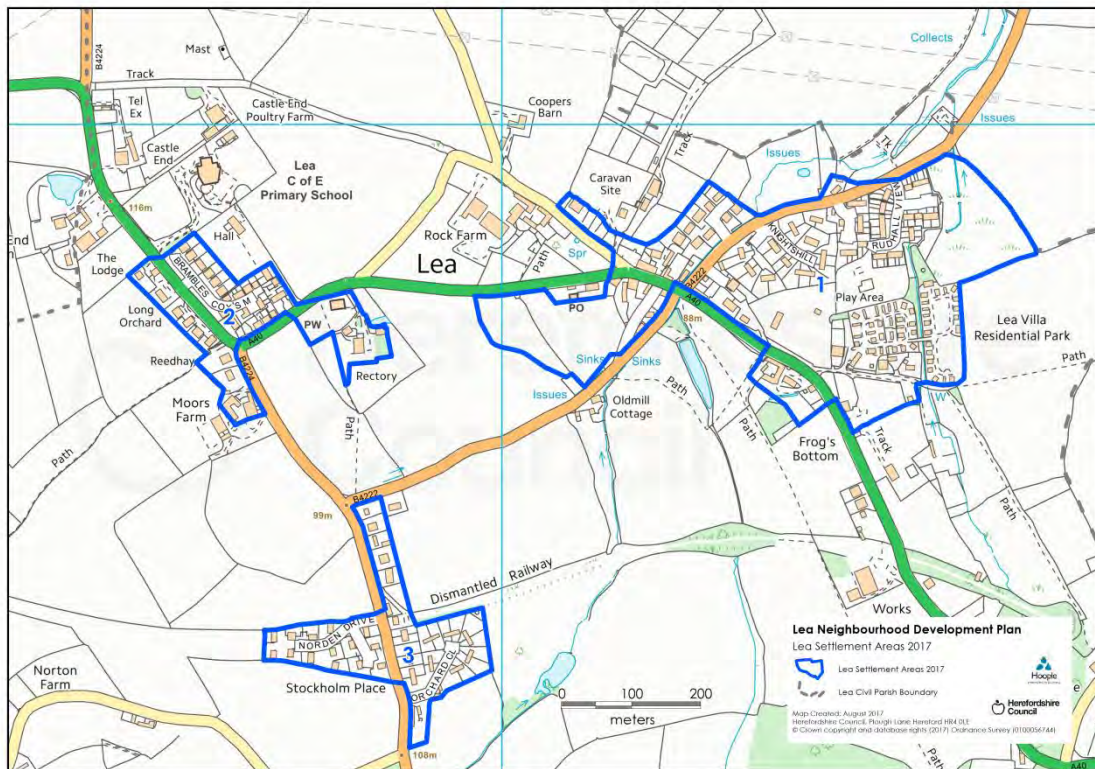 B4224
Mast
Track
Tel
Ex
Castle End
Poultry Farm
Coopers
Barn
Collects
Issues
Tk
Castle
End
Lea
C of E
Primary School
Track
Issues
Caravan
Site
116m
End
The
Lodge
Hall
Rock Farm
Path
Spr
Lea
KNIGHTSHILL
RUDHALL VIEW
1
B4222
A40
88m
PO
Play Area
Lea Villa
Residential Park
Path
BRAMBLES
2
Long
Orchard
PW
A40
B4224
Reedhay
Rectory
Moors
Farm
Path
Path
Sinks
Sinks
Issues
Oldmill
Cottage
Path
Path
W
Frog's
Bottom
Track
Path
B4222
99m
Dismantled Railway
NORDEN DRIVE
3
ORCHARD CL
Stockholm Place
Norton
Farm
108m
Works
Path
0 50 100 200
meters
Lea Neighbourhood Development Plan
Lea Settlement Areas 2017
Lea Settlement Areas 2017
Lea Civil Parish Boundary
Hoople
Herefordshire
Council
Map Created: August 2017
Herefordshire Council, Plough Lane Hereford HR4 0LE
© Crown copyright and database rights (2017) Ordnance Survey (0100056744)
A40